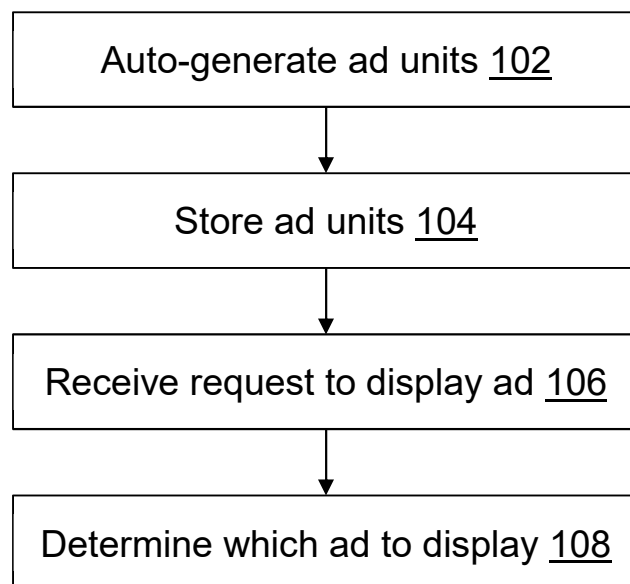 Auto-generate ad units 102
Store ad units 104
Receive request to display ad 106
Determine which ad to display 108